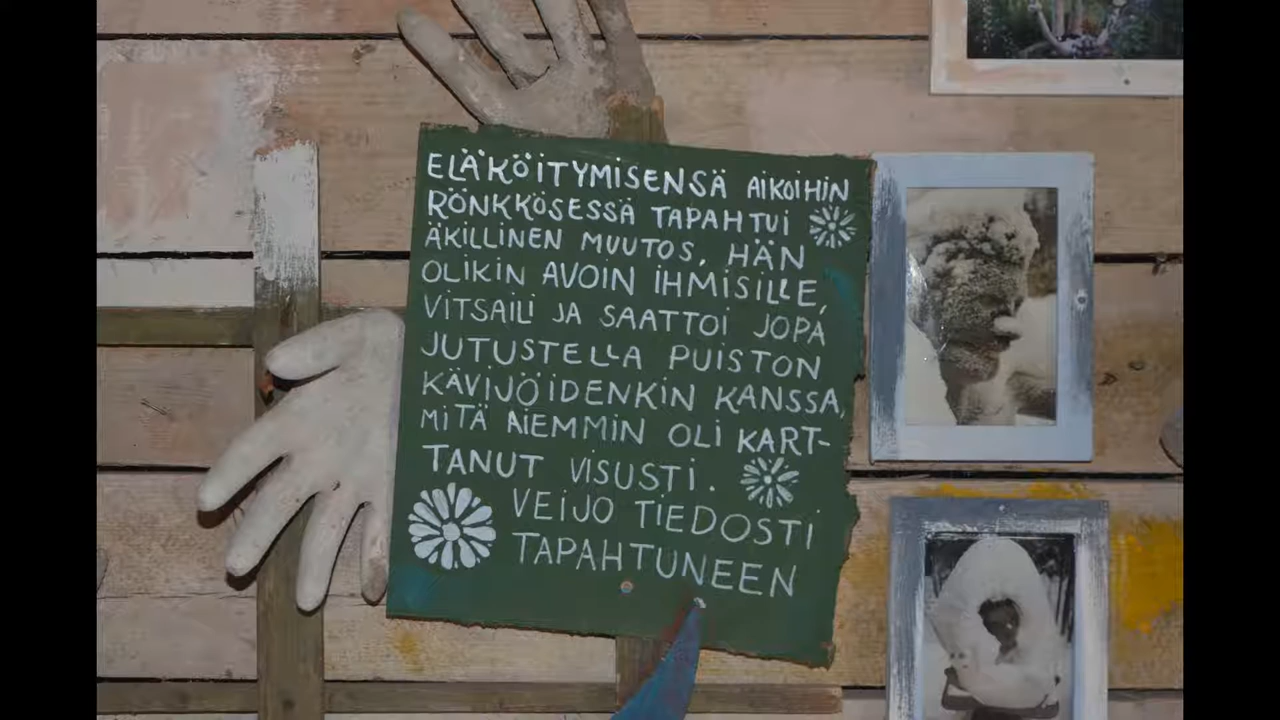 ELÄKÖITYMISENSÄ AIKOIHIN
RÖNKKÖSESSÄ TAPAHTUI
ÄKILLINEN MUUTOS, HÄN
OLIKIN AVOIN IHMISILLE,
VITSAILI JA SAATTOI JOPA
JUTUSTELLA PUISTON
KÄVIJÖIDENKIN KANSSA,
MITÄ AIEMMIN OLI KART-
TANUT VISUSTI.
VEIJO TIEDOSTI
TAPAHTUNEEN